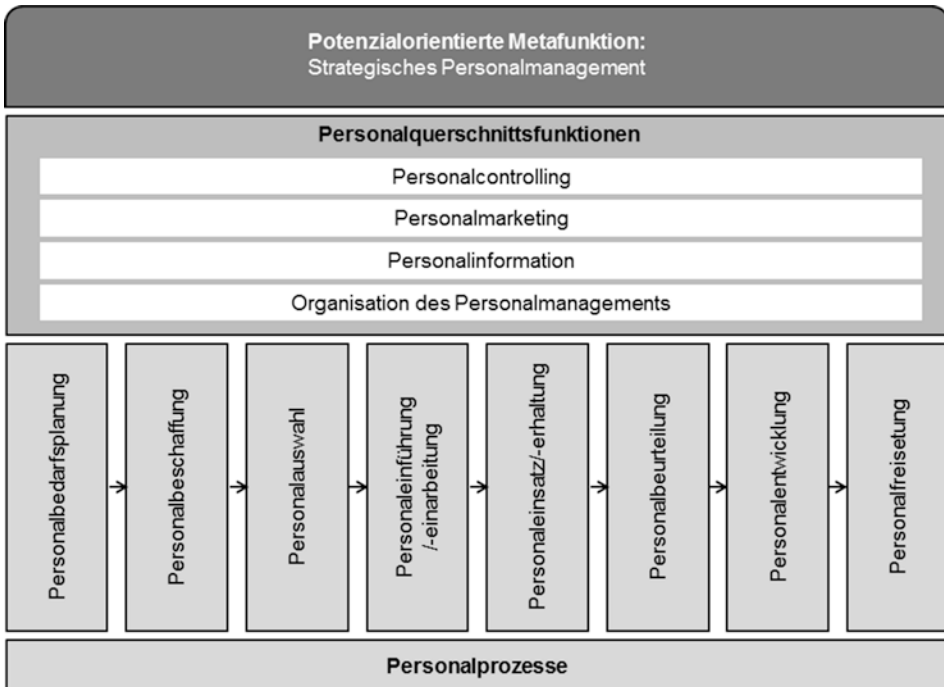 Potenzialorientierte Metafunktion:
Strategisches Personalmanagement
Personalquerschnittsfunktionen
Personalcontrolling
Personalmarketing
Personalinformation
Organisation des Personalmanagements
Personalbedarfsplanung
Personalbeschaffung
Personalauswahl
Personaleinführung
/-einarbeitung
Personaleinsatz/-erhaltung
Personalbeurteilung
Personalentwicklung
Personalfreisetung
Personalprozesse